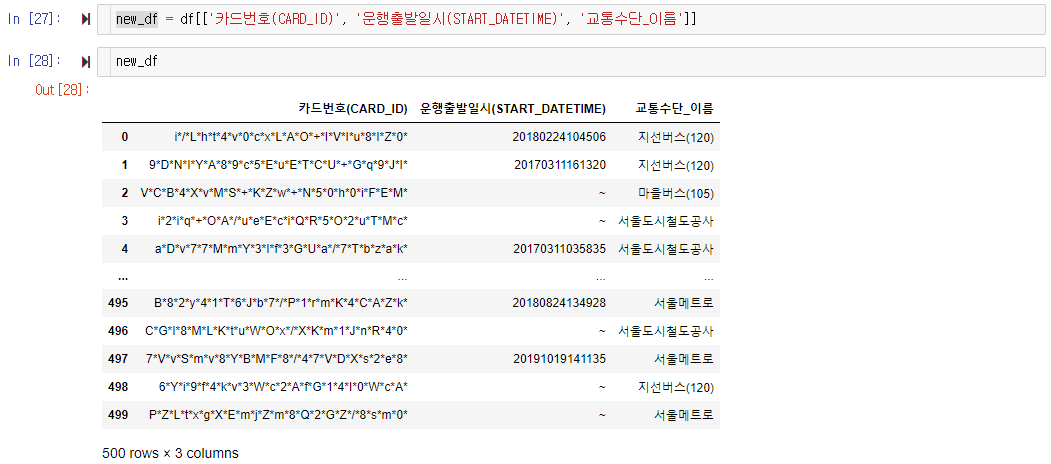 In [27]: new_df = df[['카드번호(CARD_ID)', '운행출발일시(START_DATETIME)', '교통수단_이름']]
In [28]: new_df
Out[28]:
카드번호(CARD_ID) 운행출발일시(START_DATETIME) 교통수단_이름
0 i*/*L*h*t*4*v*0*c*x*L*A*O*+*I*V*I*u*8*I*Z*0* 20180224104506 지선버스(120)
1 9*D*N*I*Y*A*8*9*c*5*E*u*E*T*C*U*+*G*q*9*J*I* 20170311161320 지선버스(120)
2 V*C*B*4*X*v*M*S*+*K*Z*w*+*N*5*0*h*0*i*F*E*M* ~ 마을버스(105)
3 i*2*i*q*+*O*A*/*u*e*E*c*i*Q*R*5*O*2*u*T*M*c* ~ 서울도시철도공사
4 a*D*v*7*7*M*m*Y*3*I*f*3*G*U*a*/*7*T*b*z*a*k* 20170311035835 서울도시철도공사
... ... ... ...
495 B*8*2*y*4*1*T*6*J*b*7*/*P*1*r*m*K*4*C*A*Z*k* 20180824134928 서울메트로
496 C*G*I*8*M*L*K*t*u*W*O*x*/*X*K*m*1*J*n*R*4*0* ~ 서울도시철도공사
497 7*V*v*S*m*v*8*Y*B*M*F*8*/*4*7*V*D*X*s*2*e*8* 20191019141135 서울메트로
498 6*Y*i*9*f*4*k*v*3*W*c*2*A*f*G*1*4*I*0*W*c*A* ~ 지선버스(120)
499 P*Z*L*t*x*g*X*E*m*j*Z*m*8*Q*2*G*Z*/*8*s*m*0* ~ 서울메트로
500 rows × 3 columns